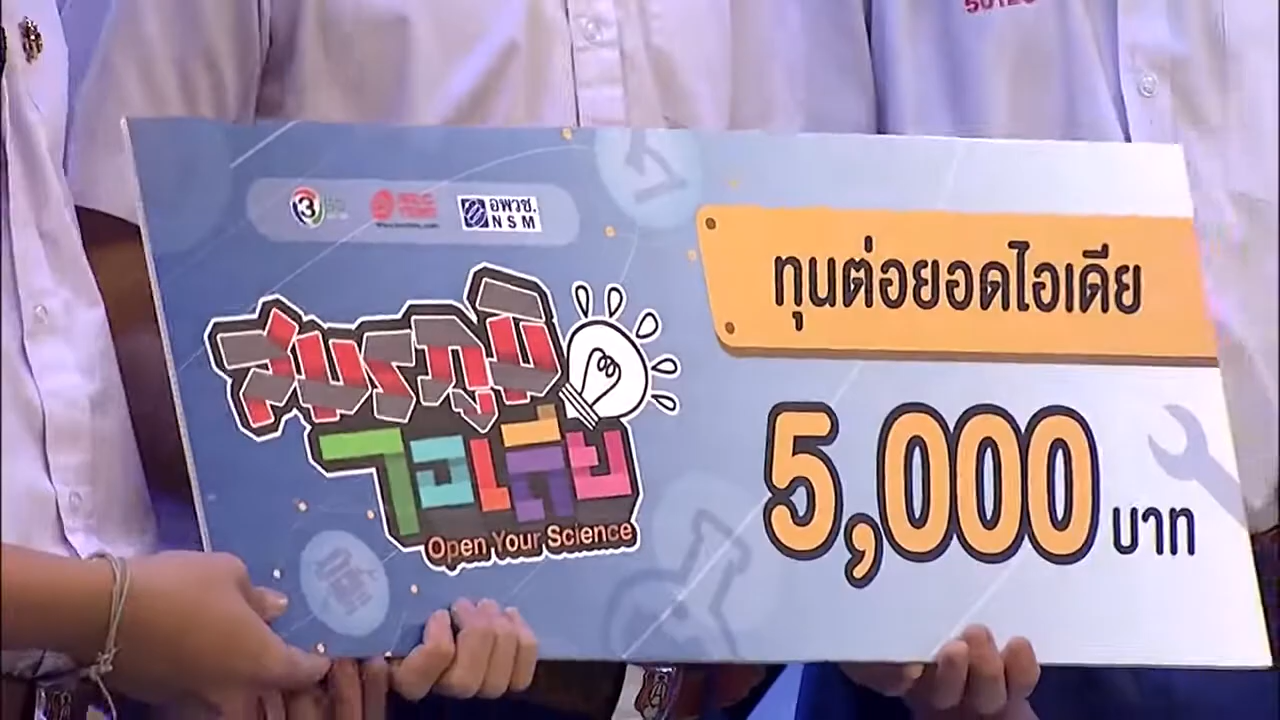 3
อพวช.
NSM
ทุนต่อยอดไอเดีย
สมรภูมิ
ไอเดีย
Open Your Science
5,000 บาท